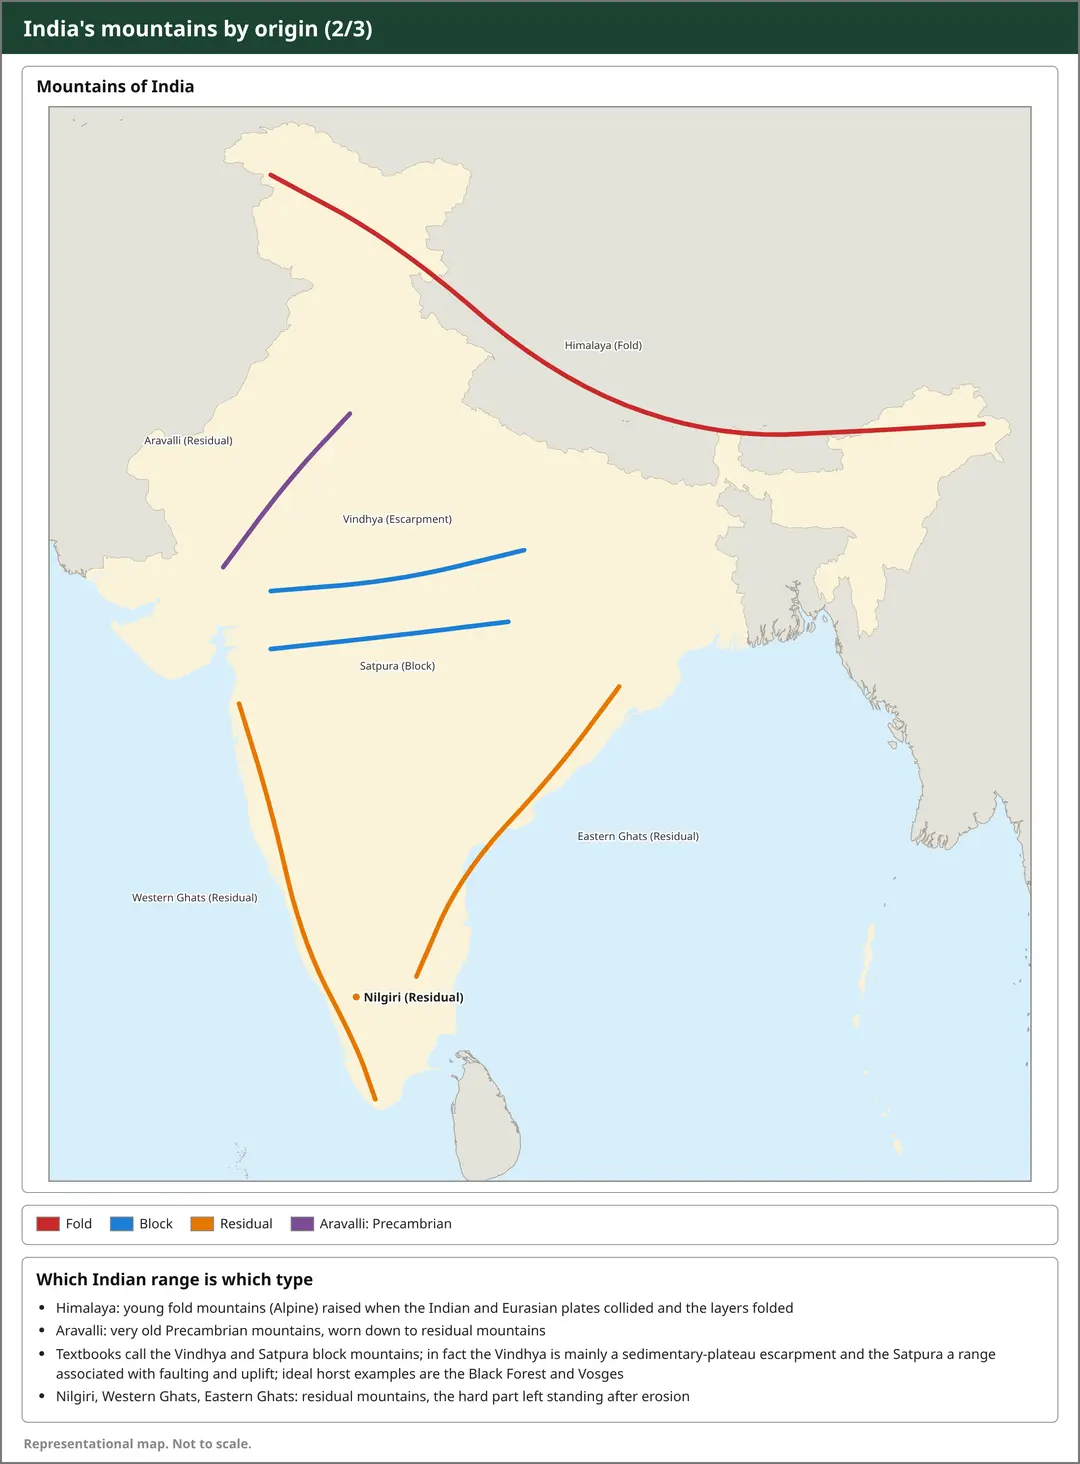 India's mountains by origin (2/3)
Mountains of India
Himalaya (Fold)
Aravalli (Residual)
Vindhya (Escarpment)
Satpura (Block)
Eastern Ghats (Residual)
Western Ghats (Residual)
Nilgiri (Residual)
Fold
Block
Residual
Aravalli: Precambrian
Which Indian range is which type
• Himalaya: young fold mountains (Alpine) raised when the Indian and Eurasian plates collided and the layers folded
• Aravalli: very old Precambrian mountains, worn down to residual mountains
• Textbooks call the Vindhya and Satpura block mountains; in fact the Vindhya is mainly a sedimentary-plateau escarpment and the Satpura a range
associated with faulting and uplift; ideal horst examples are the Black Forest and Vosges
• Nilgiri, Western Ghats, Eastern Ghats: residual mountains, the hard part left standing after erosion
Representational map. Not to scale.